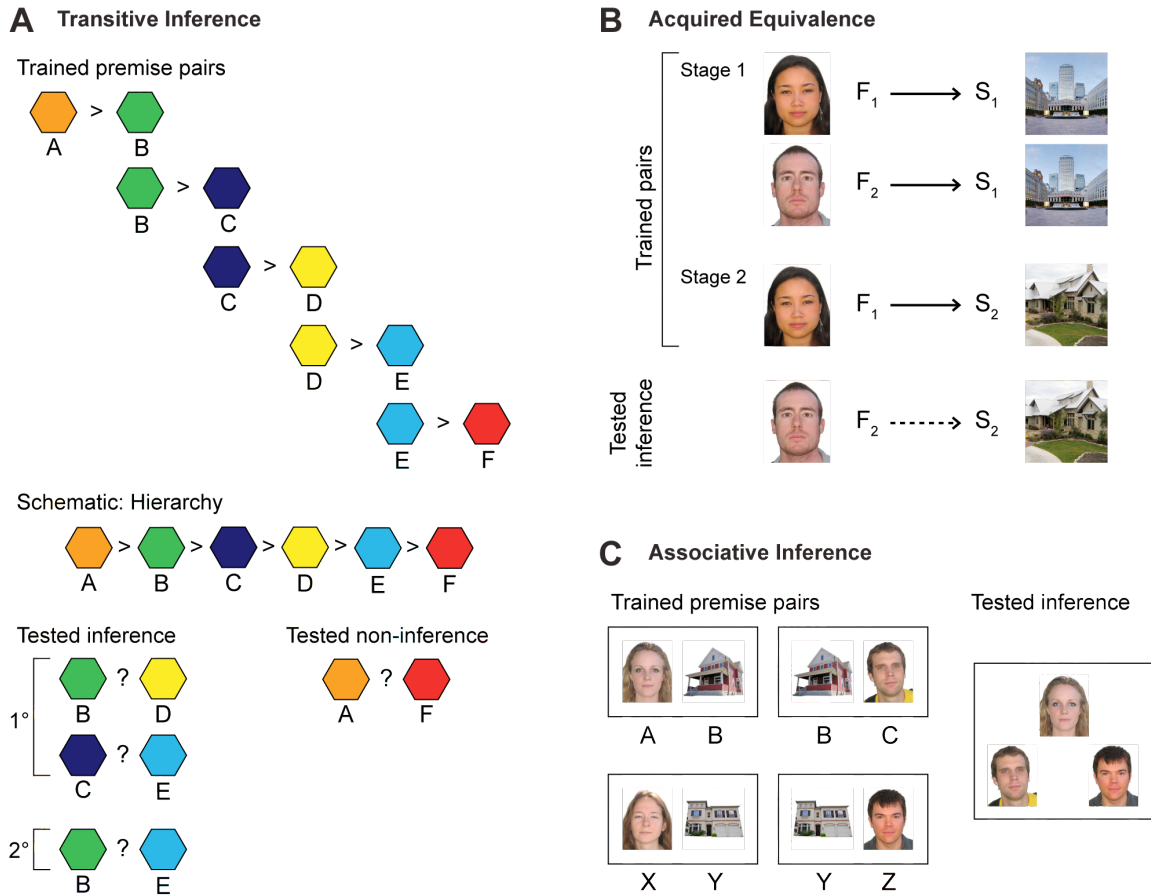 A Transitive Inference
Trained premise pairs
A > B
B > C
C > D
D > E
E > F
Schematic: Hierarchy
> > > > >
A B C D E F
Tested inference
1°
? 
B D
?
C E
2°
?
B E
Tested non-inference
?
A F
B Acquired Equivalence
Trained pairs
Stage 1
F₁ → S₁
F₂ → S₁
Stage 2
F₁ → S₂
Tested inference
F₂ ⇢ S₂
C Associative Inference
Trained premise pairs
A B
B C
X Y
Y Z
Tested inference